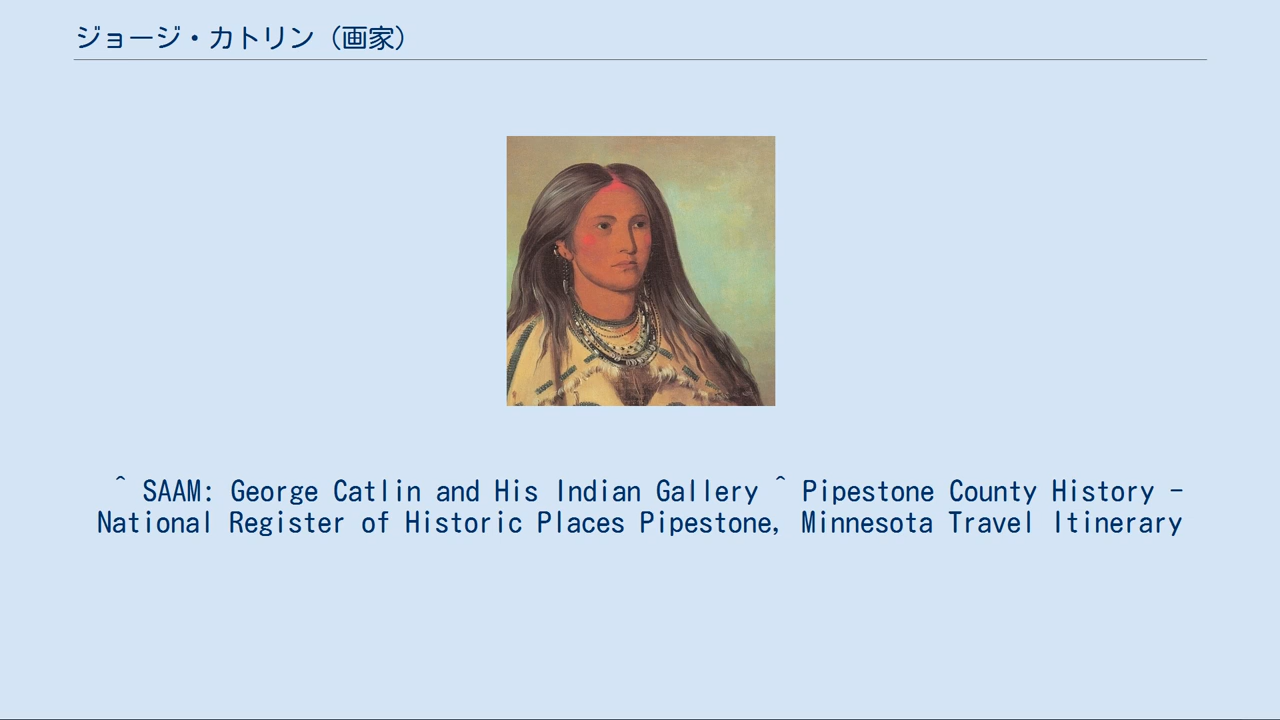 ジョージ・カトリン（画家）
^ SAAM: George Catlin and His Indian Gallery ^ Pipestone County History -
National Register of Historic Places Pipestone, Minnesota Travel Itinerary